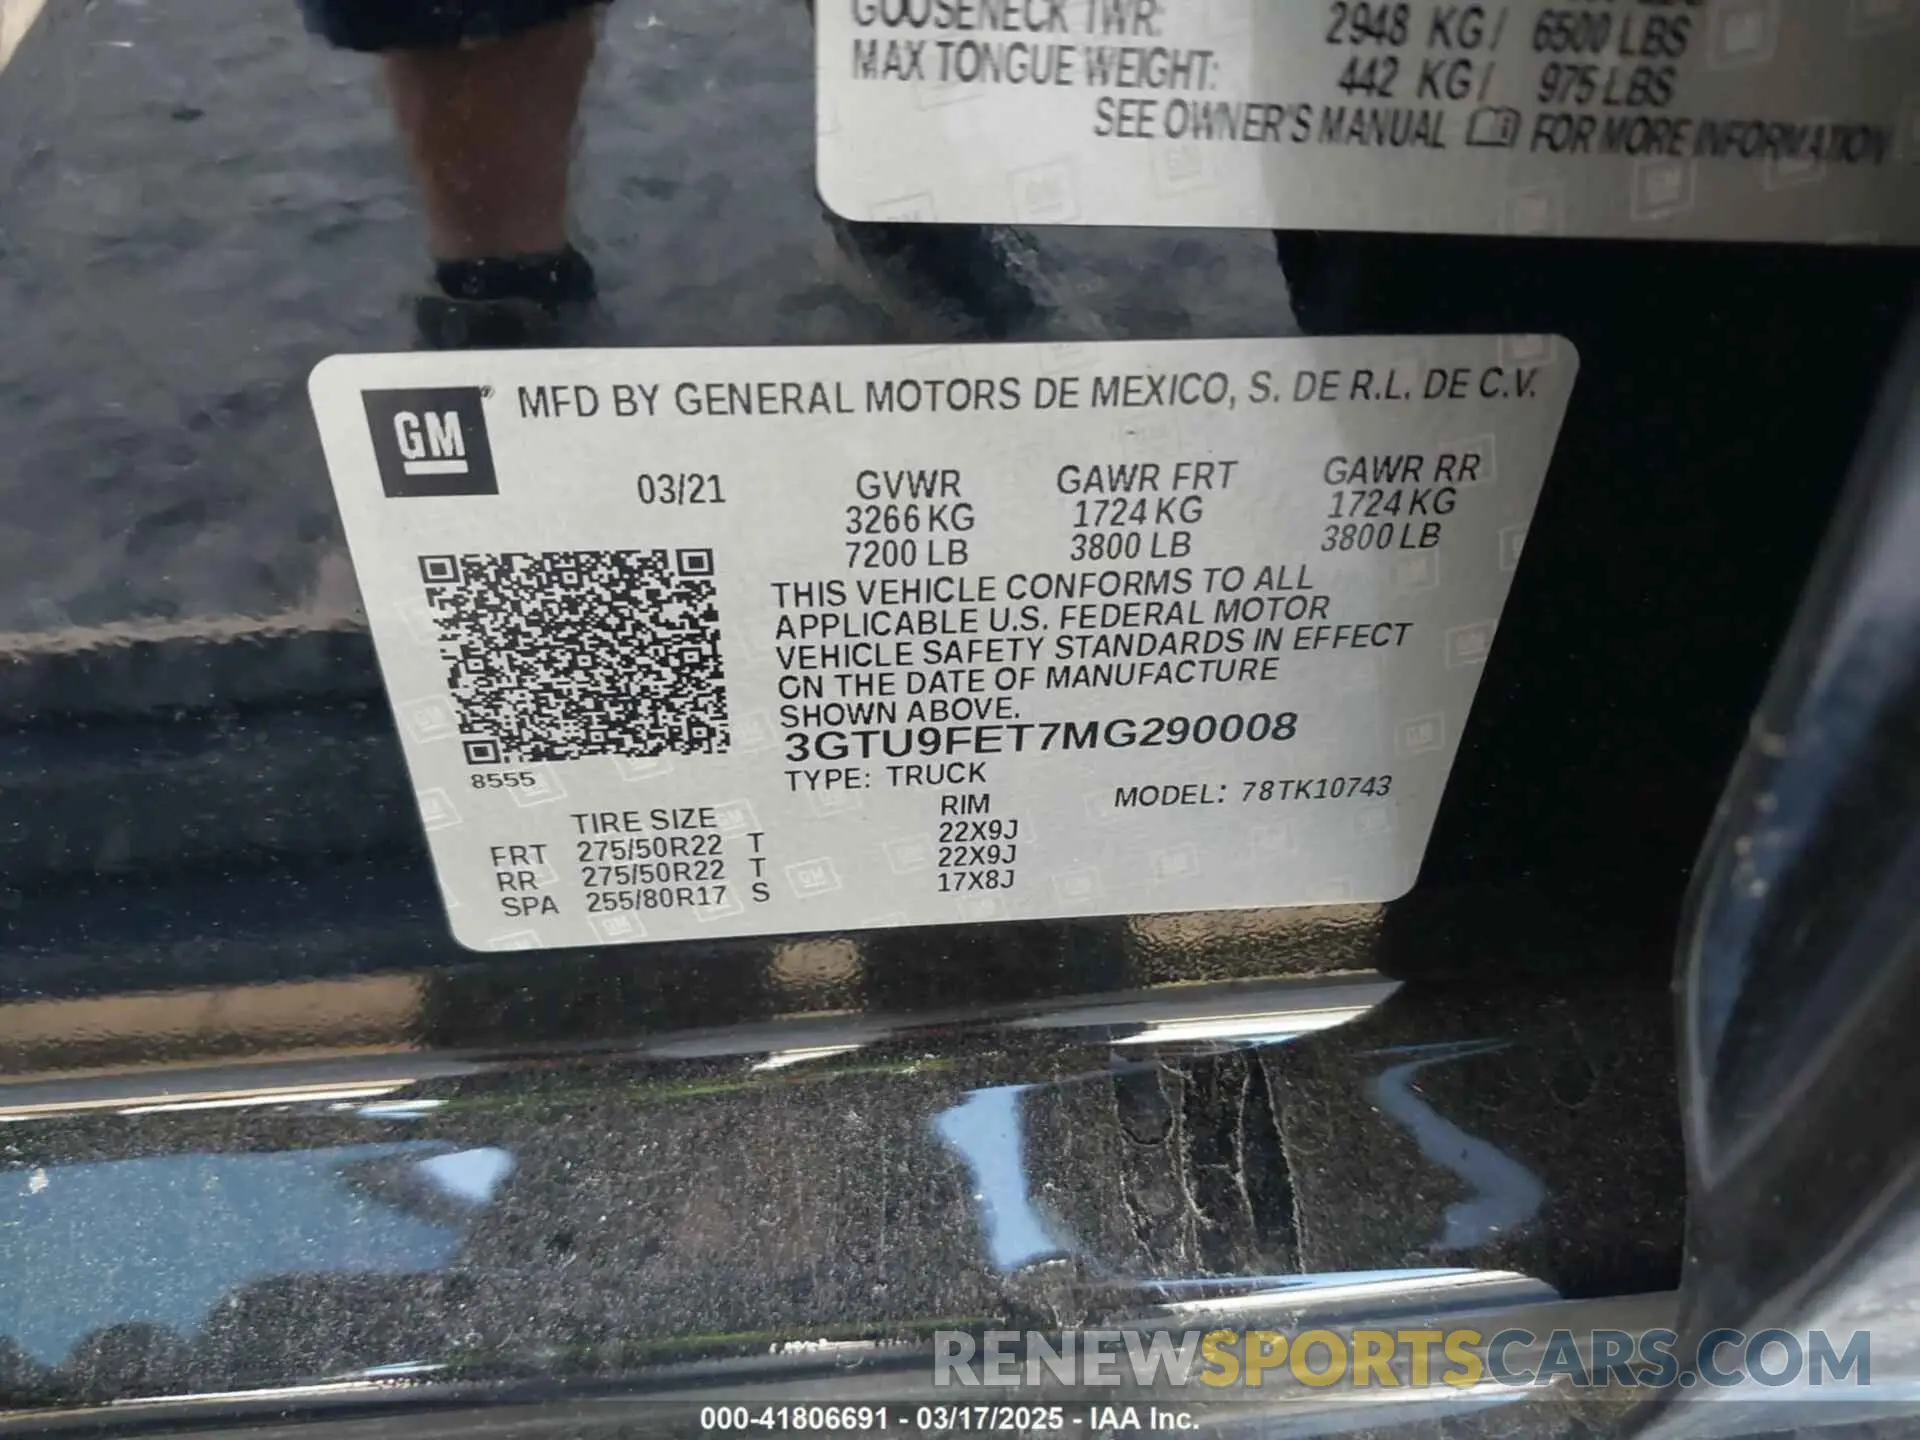 GOOSENECK TWR: 2948 KG/ 6500 LBS
MAX TONGUE WEIGHT: 442 KG/ 975 LBS
SEE OWNER'S MANUAL FOR MORE INFORMATION
GM® MFD BY GENERAL MOTORS DE MEXICO, S. DE R.L. DE C.V.
03/21 GVWR GAWR FRT GAWR RR
3266 KG 1724 KG 1724 KG
7200 LB 3800 LB 3800 LB
THIS VEHICLE CONFORMS TO ALL
APPLICABLE U.S. FEDERAL MOTOR
VEHICLE SAFETY STANDARDS IN EFFECT
ON THE DATE OF MANUFACTURE
SHOWN ABOVE.
3GTU9FET7MG290008
8555 TYPE: TRUCK MODEL: 78TK10743
TIRE SIZE RIM
FRT 275/50R22 T 22X9J
RR 275/50R22 T 22X9J
SPA 255/80R17 S 17X8J
RENEWSPORTSCARS.COM
000-41806691 - 03/17/2025 - IAA Inc.